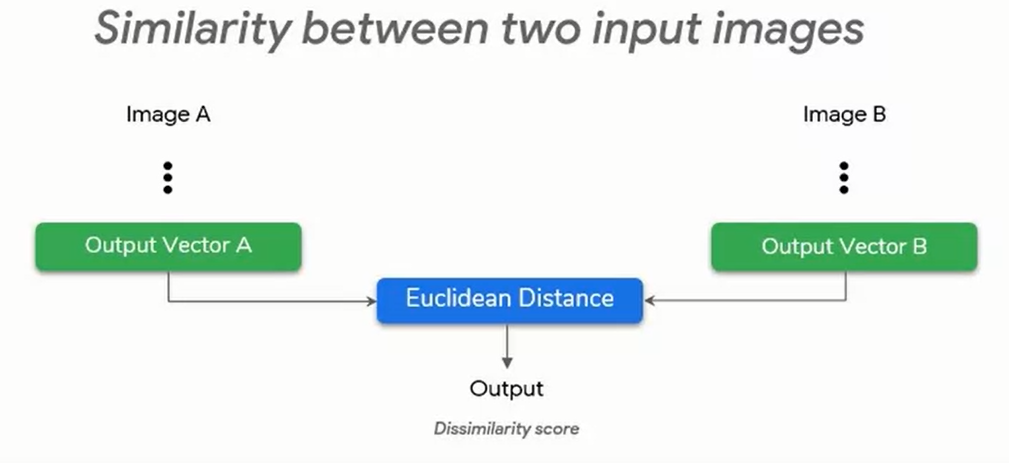 Similarity between two input images
Image A
Image B
Output Vector A
Output Vector B
Euclidean Distance
Output
Dissimilarity score